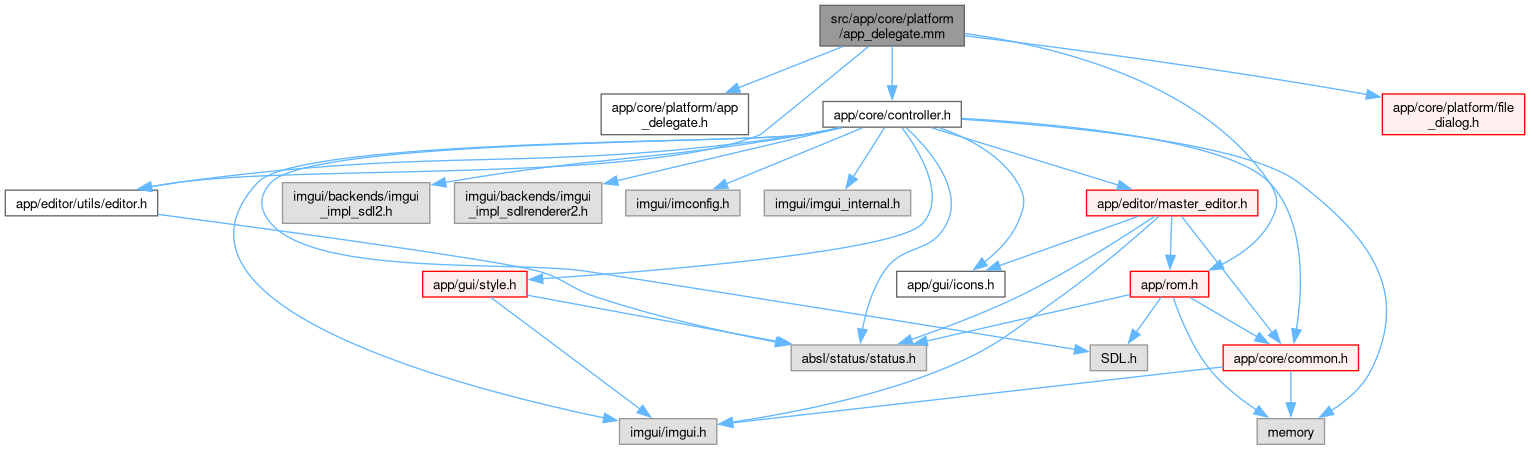 src/app/core/platform
/app_delegate.mm
app/core/platform/app
_delegate.h
app/core/controller.h
app/core/platform/file
_dialog.h
app/editor/utils/editor.h
imgui/backends/imgui
_impl_sdl2.h
imgui/backends/imgui
_impl_sdlrenderer2.h
imgui/imconfig.h
imgui/imgui_internal.h
app/editor/master_editor.h
app/gui/style.h
app/gui/icons.h
app/rom.h
absl/status/status.h
SDL.h
app/core/common.h
imgui/imgui.h
memory